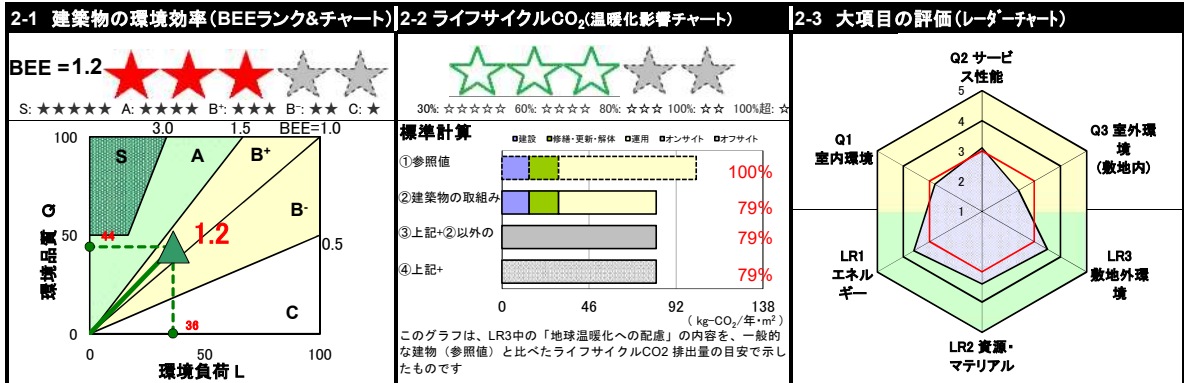 2-1 建築物の環境効率(BEEランク&チャート)
BEE = 1.2
S: ★★★★★ A: ★★★★ B⁺: ★★★ B⁻: ★★ C: ★
3.0 1.5 BEE=1.0
100
S A B⁺ B⁻ C
50
44
1.2
0.5
環境品質 Q
0
36
0 50 100
環境負荷 L
2-2 ライフサイクルCO₂(温暖化影響チャート)
30%: ☆☆☆☆☆ 60%: ☆☆☆☆ 80%: ☆☆☆ 100%: ☆☆ 100%超: ☆
標準計算
■建設 ■修繕・更新・解体 □運用 □オンサイト □オフサイト
①参照値 100%
②建築物の取組み 79%
③上記+②以外の 79%
④上記+ 79%
0 46 92 138
( kg-CO₂/年・m² )
このグラフは、LR3中の「地球温暖化への配慮」の内容を、一般的
な建物(参照値)と比べたライフサイクルCO2 排出量の目安で示し
たものです
2-3 大項目の評価(レーダーチャート)
Q2 サービ
ス性能
5
4
3
2
1
Q1
室内環境
Q3 室外環
境
(敷地内)
LR1
エネル
ギー
LR3
敷地外環
境
LR2 資源・
マテリアル